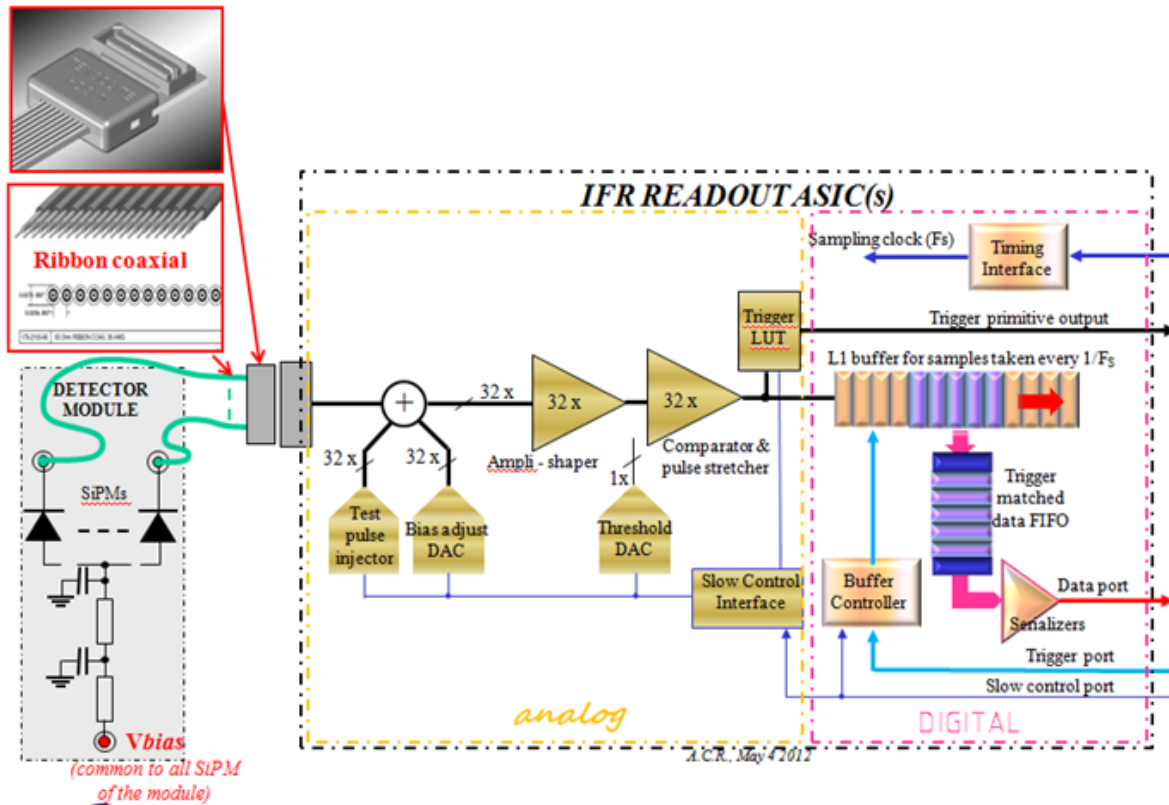 Ribbon coaxial
DETECTOR
MODULE
SiPMs
Vbias
(common to all SiPM
of the module)
IFR READOUT ASIC(s)
Sampling clock (Fs)
Timing
Interface
Trigger
LUT
Trigger primitive output
L1 buffer for samples taken every 1/FS
32 x
32 x
32 x
Ampli - shaper
Comparator &
pulse stretcher
32 x
32 x
1x
Test
pulse
injector
Bias adjust
DAC
Threshold
DAC
Trigger
matched
data FIFO
Slow Control
Interface
Buffer
Controller
Serializers
Data port
Trigger port
Slow control port
analog
DIGITAL
A.C.R., May 4 2012